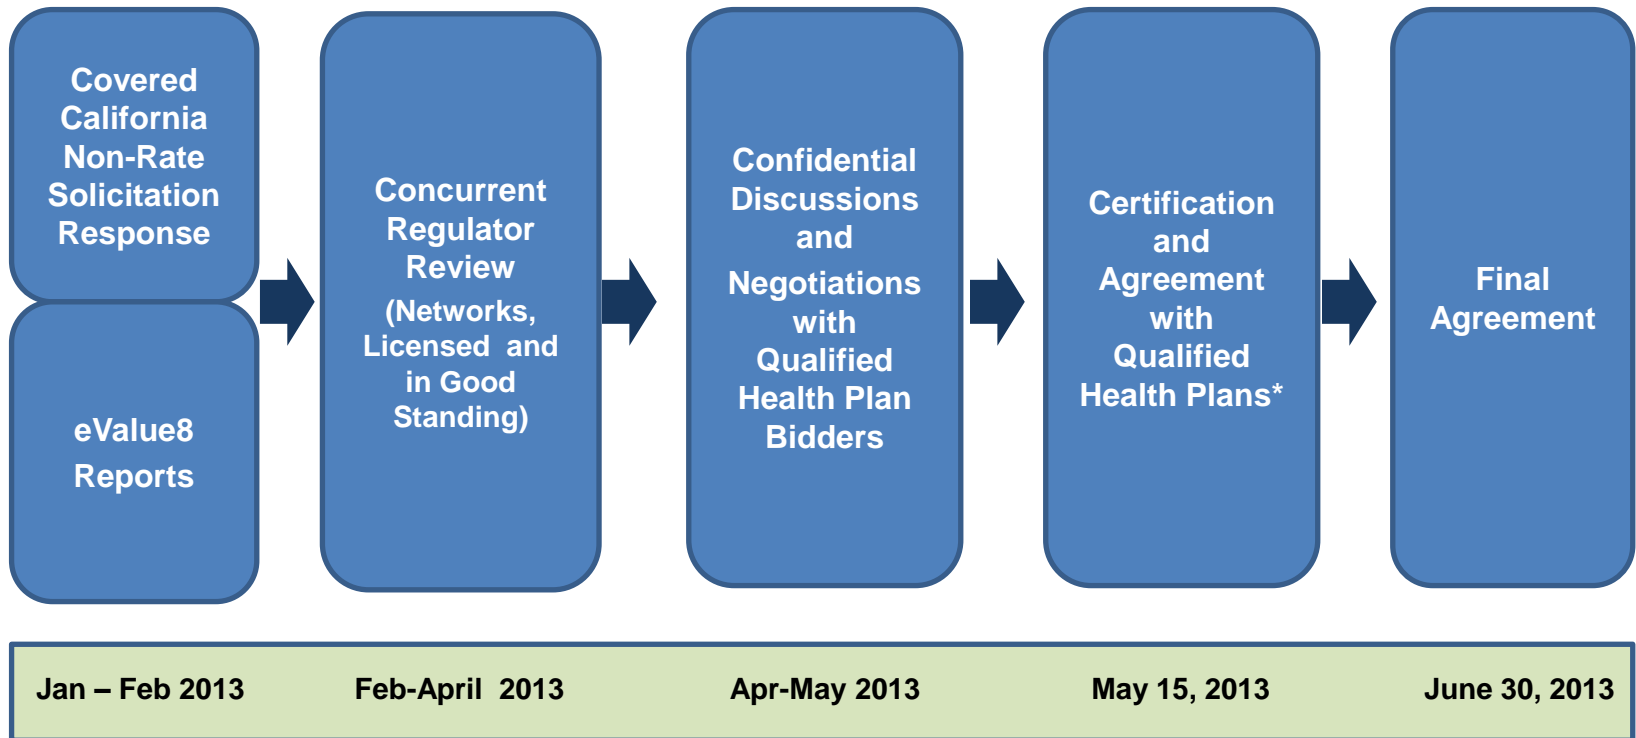 Covered
California
Non-Rate
Solicitation
Response
eValue8
Reports
Concurrent
Regulator
Review
(Networks,
Licensed and
in Good
Standing)
Confidential
Discussions
and
Negotiations
with
Qualified
Health Plan
Bidders
Certification
and
Agreement
with
Qualified
Health Plans*
Final
Agreement
Jan – Feb 2013
Feb-April 2013
Apr-May 2013
May 15, 2013
June 30, 2013